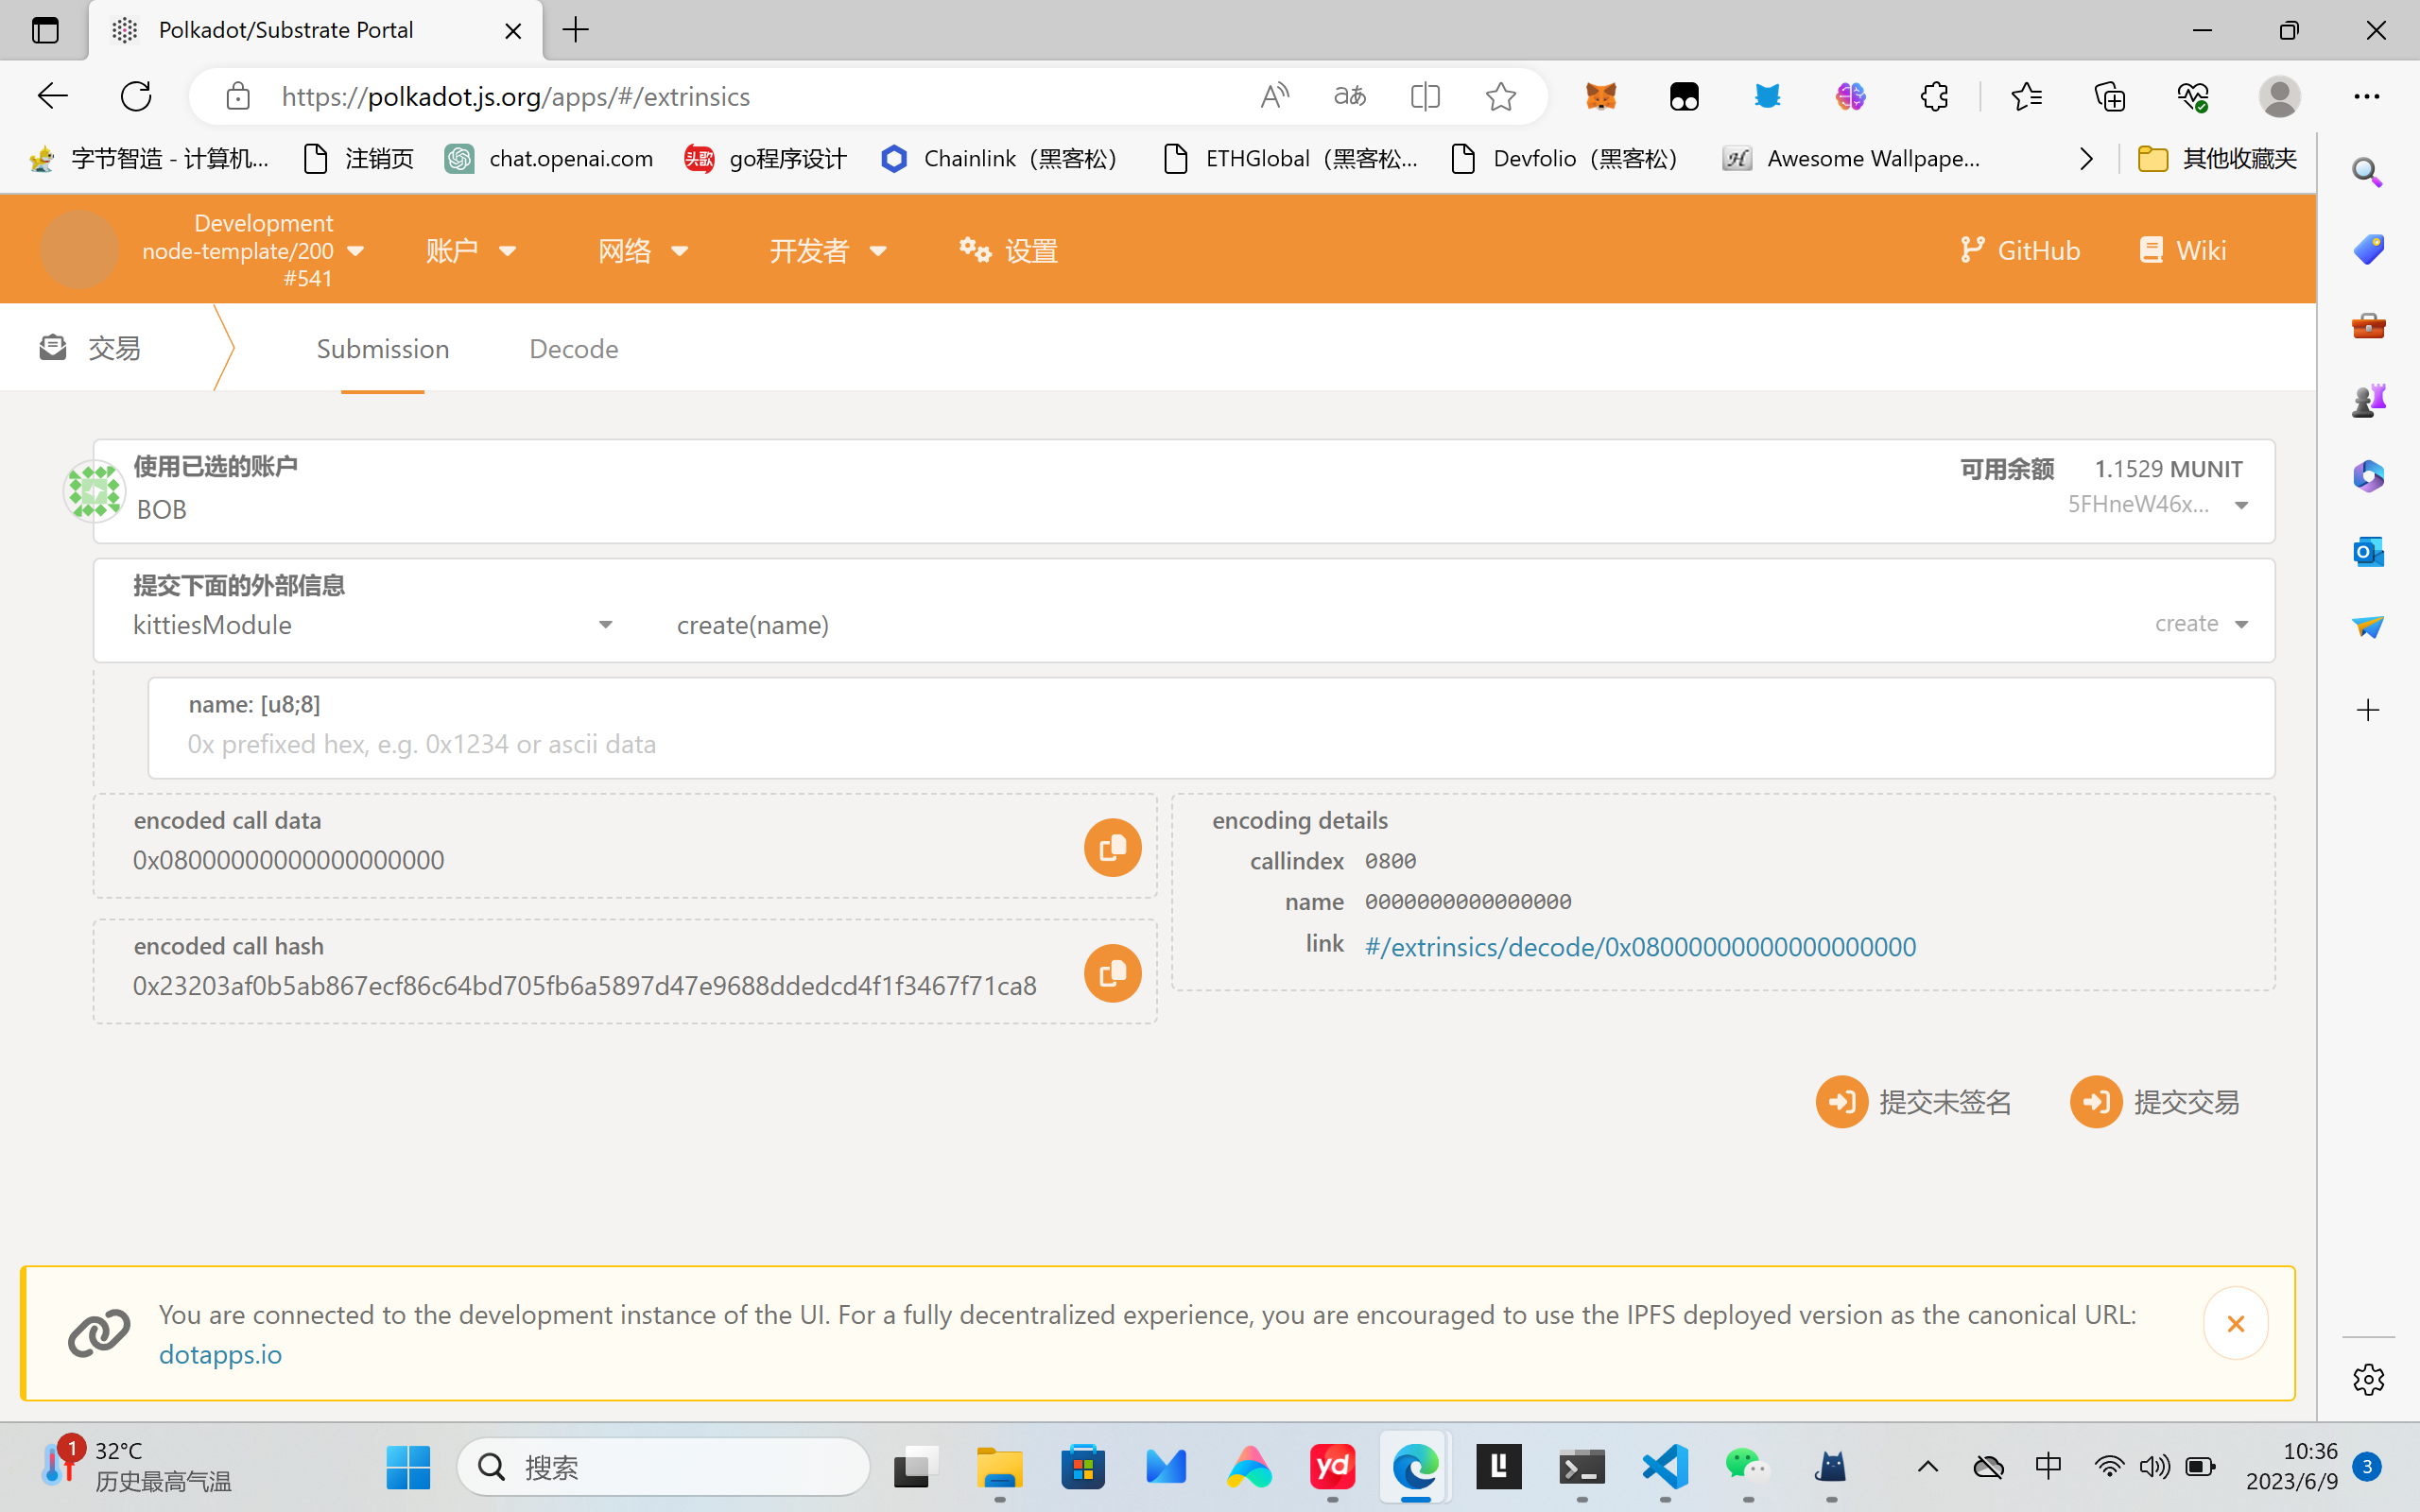 Polkadot/Substrate Portal
https://polkadot.js.org/apps/#/extrinsics
字节智造 - 计算机...
注销页
chat.openai.com
头歌
go程序设计
Chainlink（黑客松）
ETHGlobal（黑客松...
Devfolio（黑客松）
Awesome Wallpape...
其他收藏夹
Development
node-template/200
#541
账户
网络
开发者
设置
GitHub
Wiki
交易
Submission
Decode
使用已选的账户
BOB
可用余额 1.1529 MUNIT
5FHneW46x...
提交下面的外部信息
kittiesModule
create(name)
create
name: [u8;8]
0x prefixed hex, e.g. 0x1234 or ascii data
encoded call data
0x08000000000000000000
encoded call hash
0x23203af0b5ab867ecf86c64bd705fb6a5897d47e9688ddedcd4f1f3467f71ca8
encoding details
callindex 0800
name 0000000000000000
link #/extrinsics/decode/0x08000000000000000000
提交未签名
提交交易
You are connected to the development instance of the UI. For a fully decentralized experience, you are encouraged to use the IPFS deployed version as the canonical URL:
dotapps.io
1
32°C
历史最高气温
搜索
yd
中
10:36
2023/6/9
3